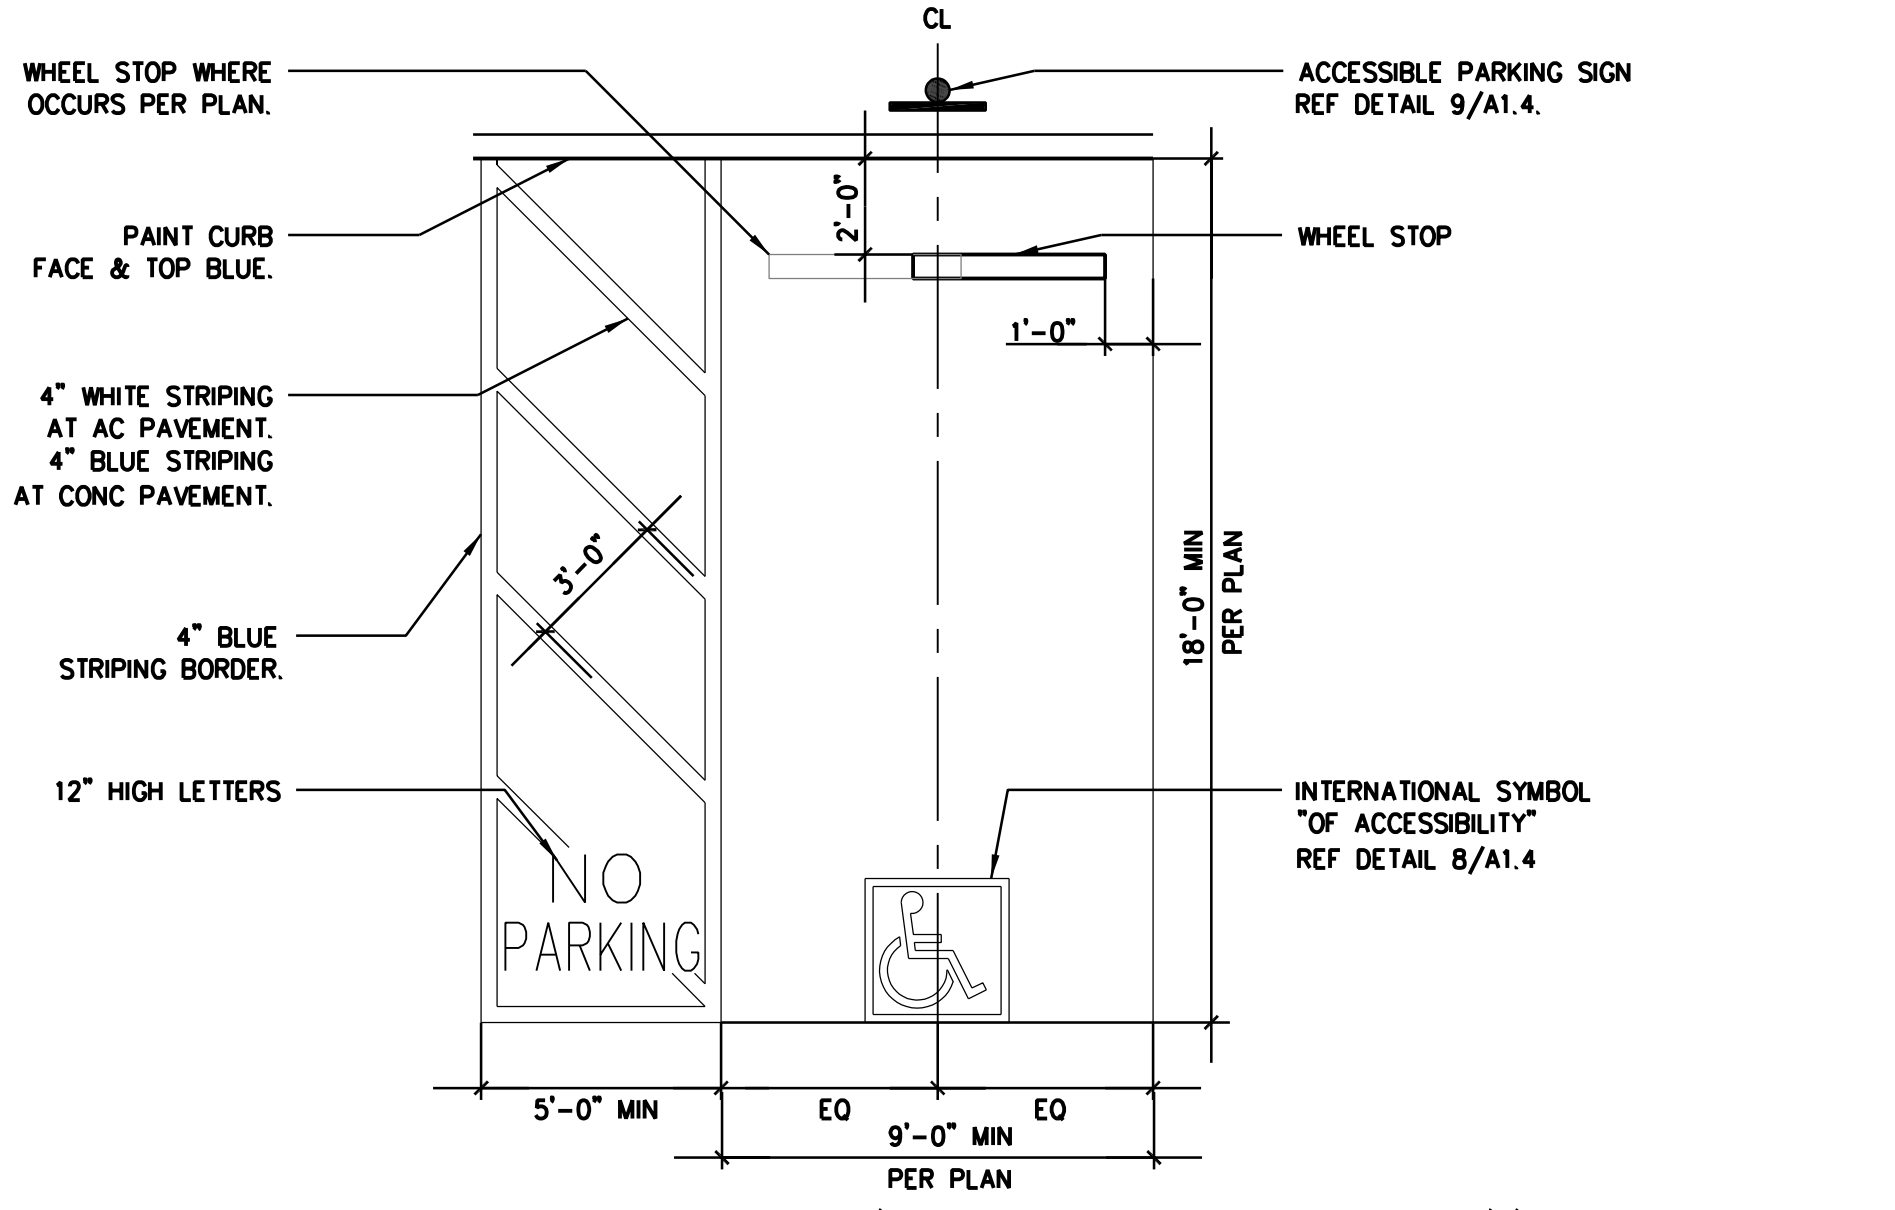 CL
WHEEL STOP WHERE
OCCURS PER PLAN.
ACCESSIBLE PARKING SIGN
REF DETAIL 9/A1.4.
2'-0"
PAINT CURB
FACE & TOP BLUE.
WHEEL STOP
1'-0"
4" WHITE STRIPING
AT AC PAVEMENT.
4" BLUE STRIPING
AT CONC PAVEMENT.
3'-0"
18'-0" MIN
PER PLAN
4" BLUE
STRIPING BORDER.
12" HIGH LETTERS
INTERNATIONAL SYMBOL
"OF ACCESSIBILITY"
REF DETAIL 8/A1.4
NO
PARKING
5'-0" MIN
EQ
EQ
9'-0" MIN
PER PLAN